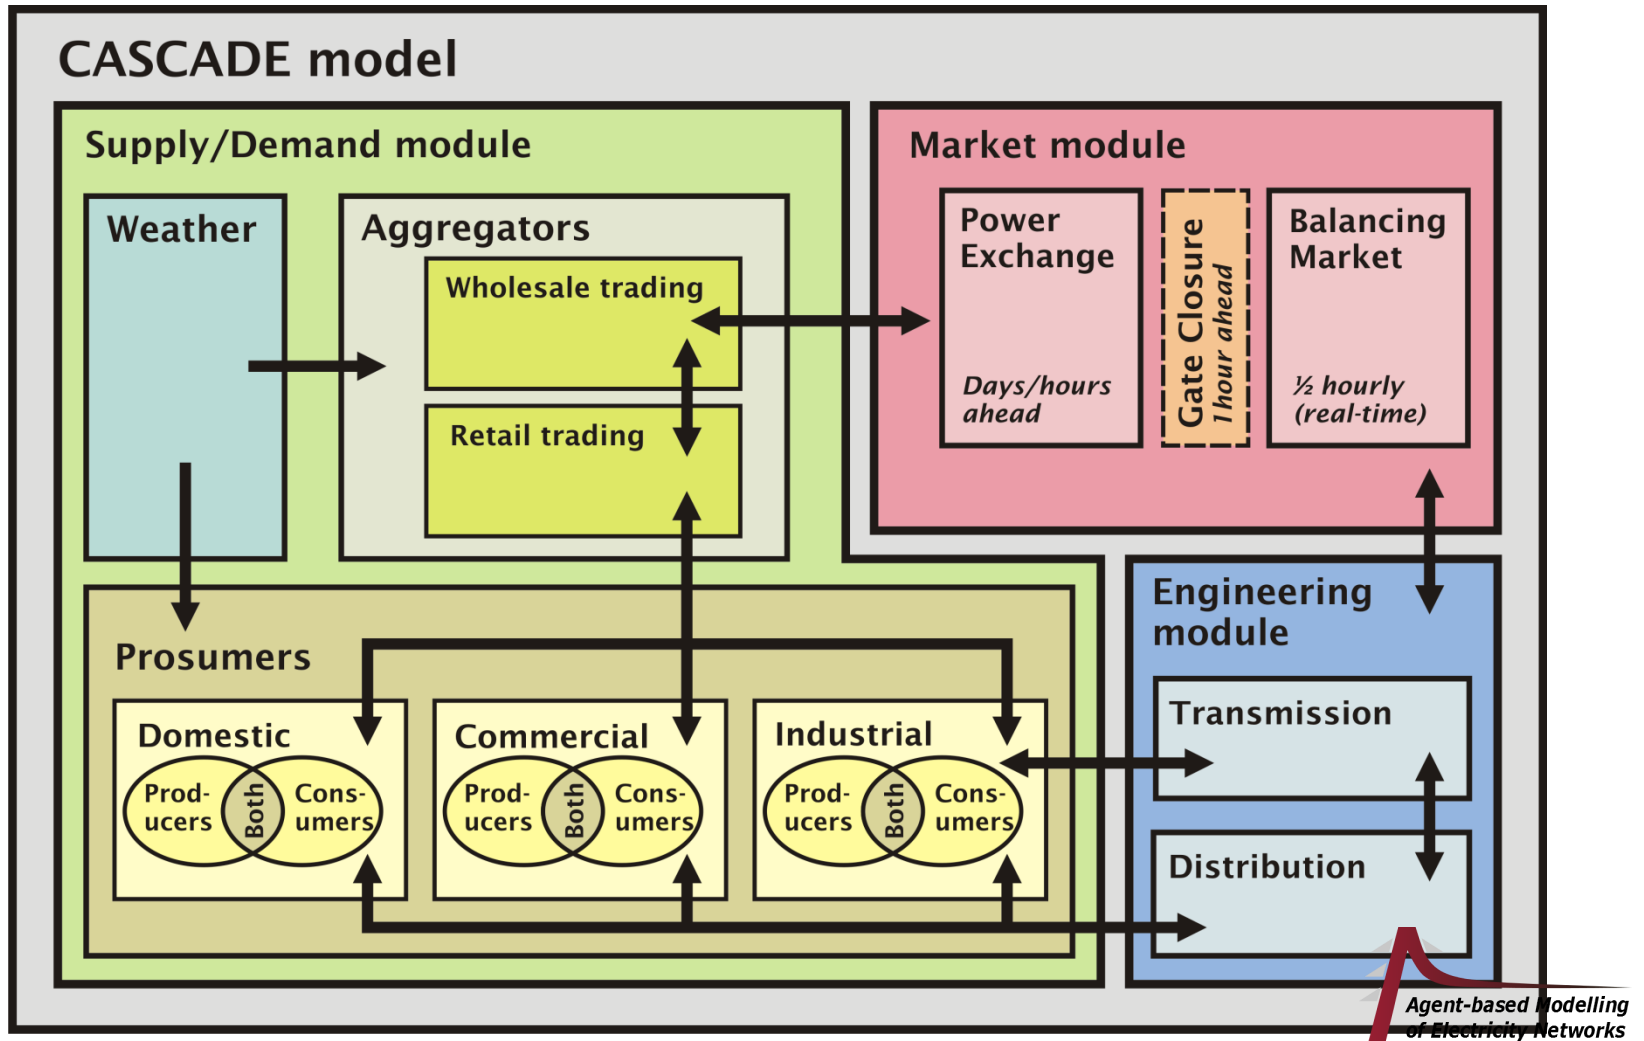 CASCADE model
Supply/Demand module
Weather
Aggregators
Wholesale trading
Retail trading
Market module
Power
Exchange
Days/hours
ahead
Gate Closure
1hour ahead
Balancing
Market
½ hourly
(real-time)
Prosumers
Domestic
Prod-
ucers
Both
Cons-
umers
Commercial
Prod-
ucers
Both
Cons-
umers
Industrial
Prod-
ucers
Both
Cons-
umers
Engineering
module
Transmission
Distribution
Agent-based Modelling
of Electricity Networks